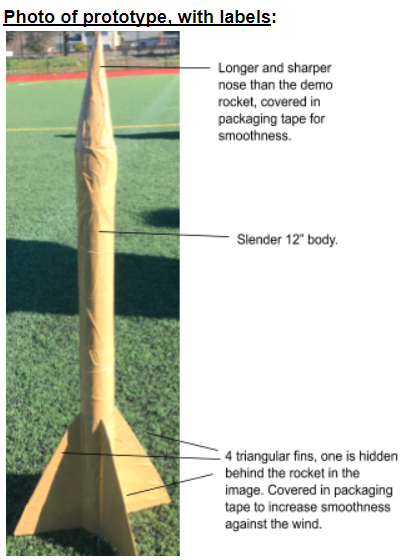 Photo of prototype, with labels:
Longer and sharper
nose than the demo
rocket, covered in
packaging tape for
smoothness.
Slender 12” body.
4 triangular fins, one is hidden
behind the rocket in the
image. Covered in packaging
tape to increase smoothness
against the wind.